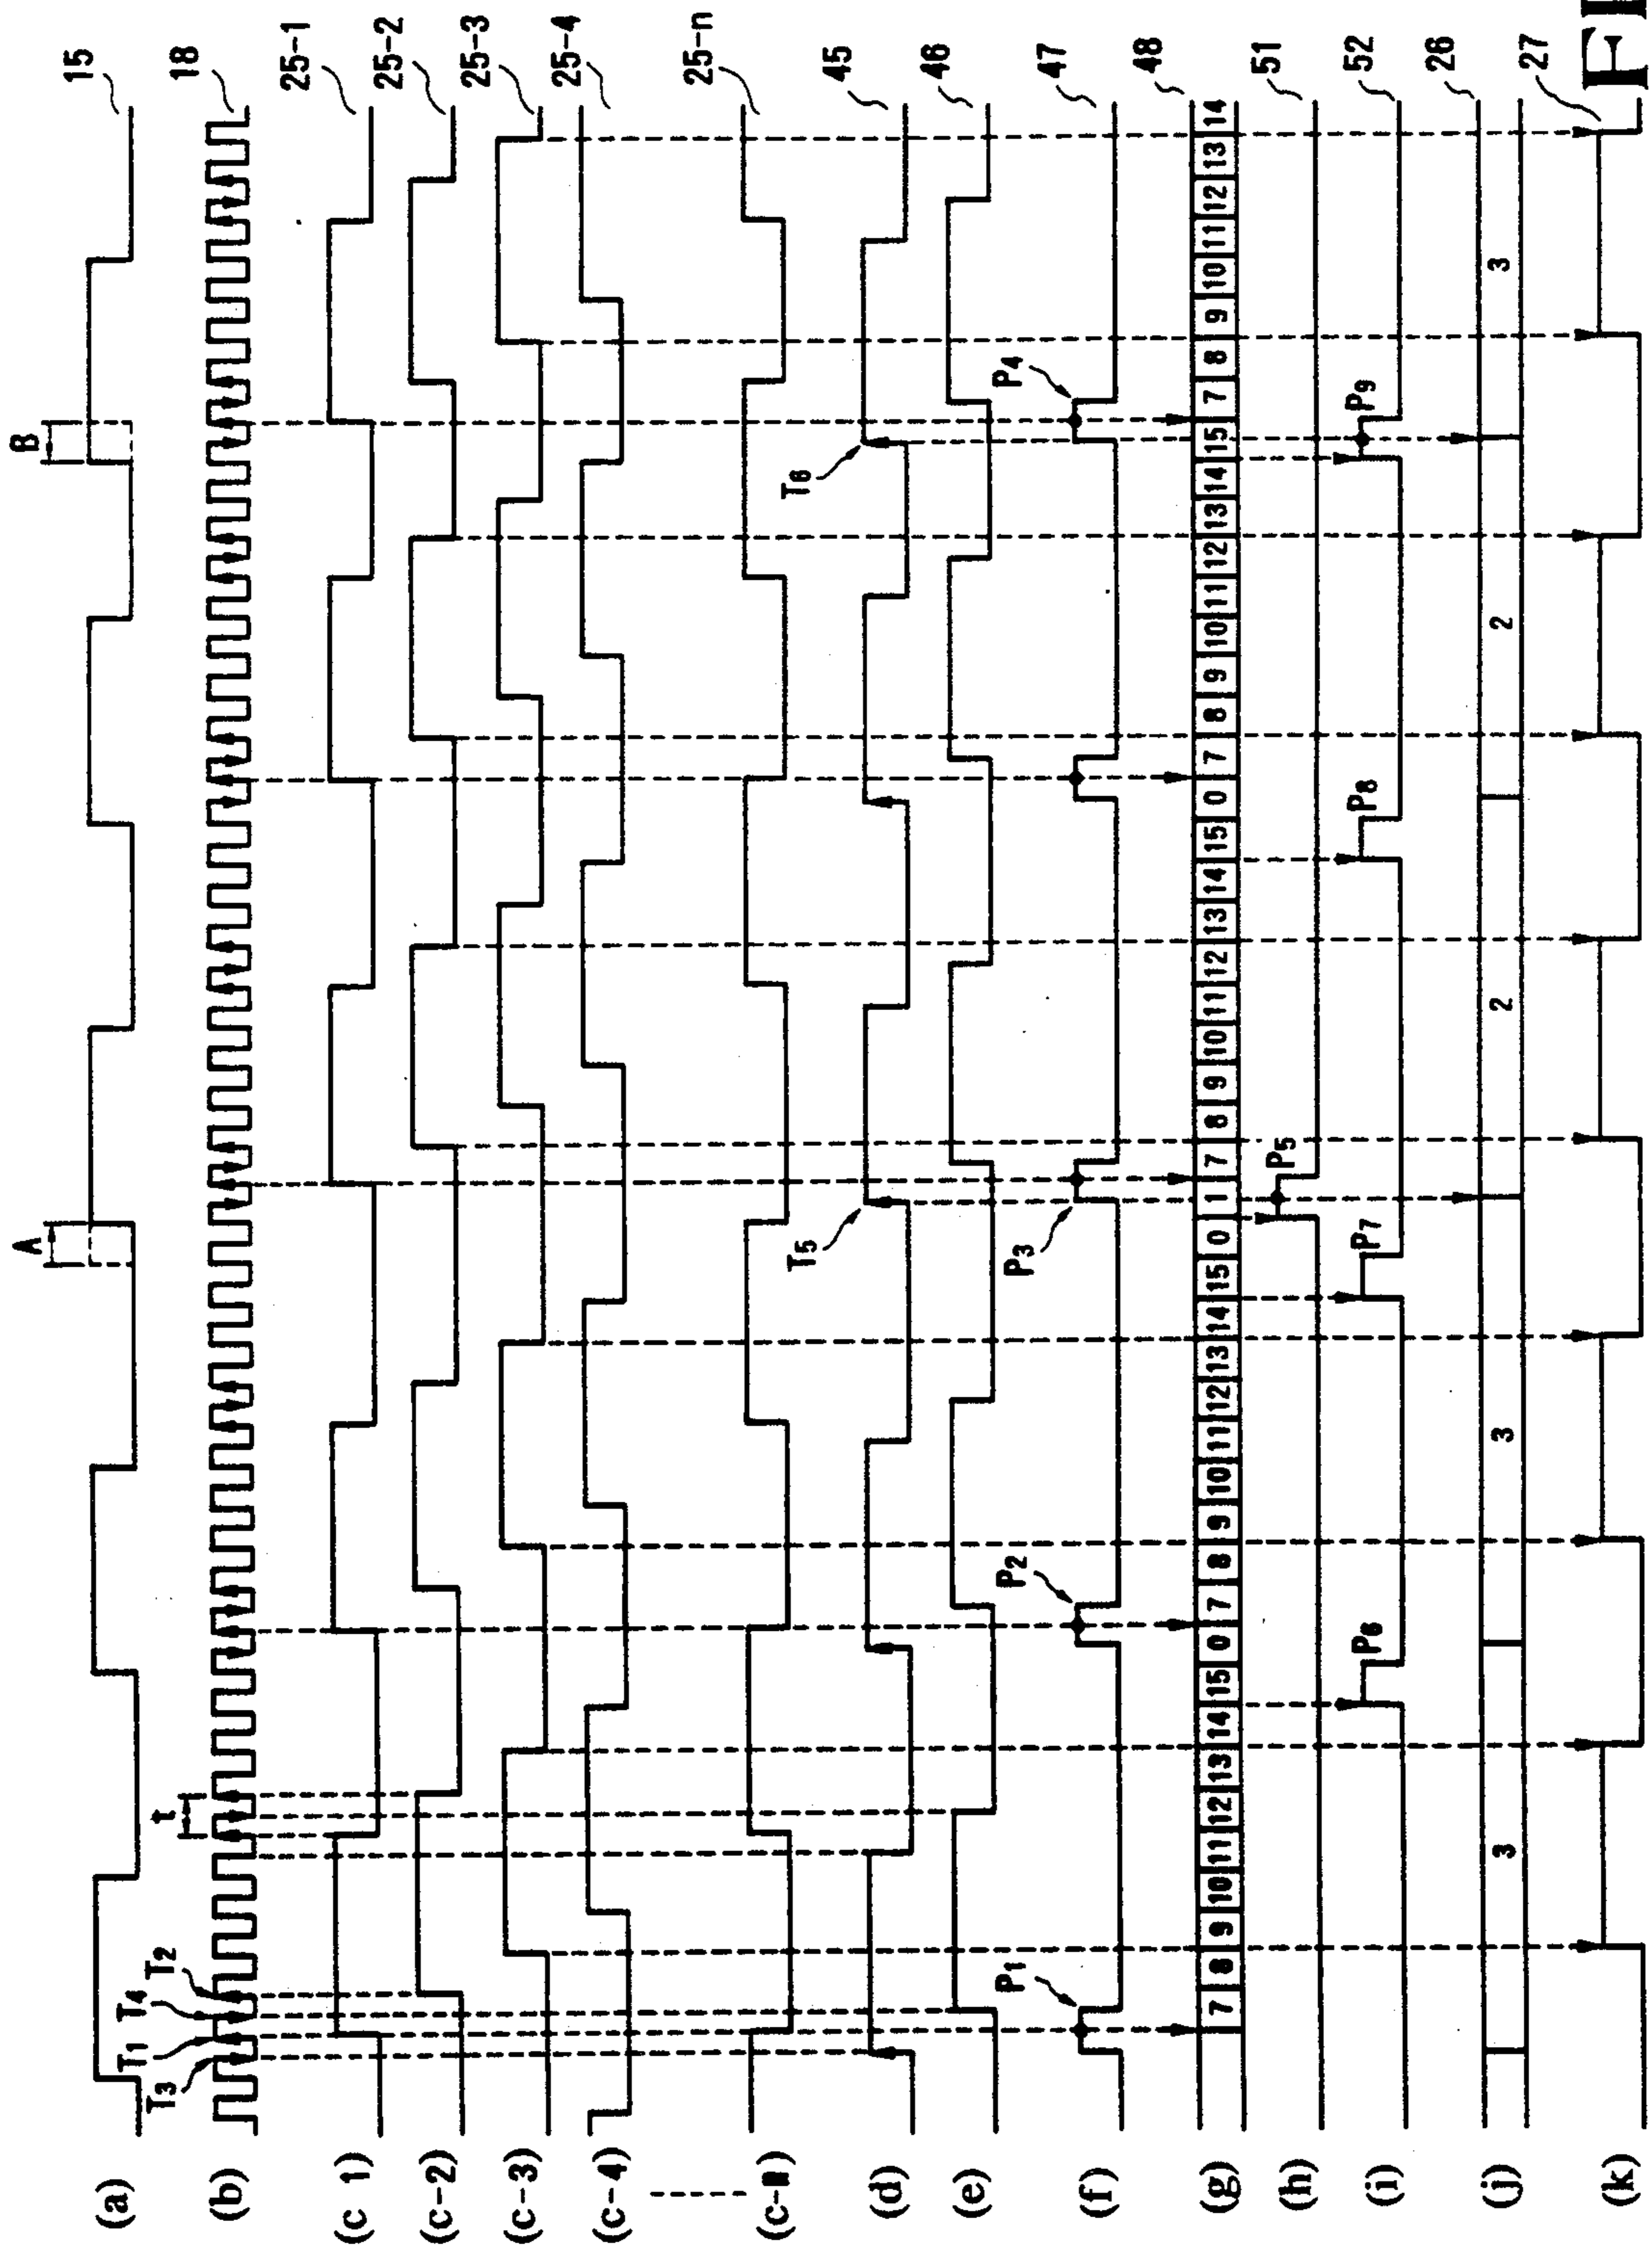 A B
(a) 15
T3 T1 T4 T2 t
(b) 18
(c 1) 25-1
(c-2) 25-2
(c-3) 25-3
(c-4) 25-4
(c-n) 25-n
T5 T6
(d) 45
(e) 46
P1 P2 P3 P4
(f) 47
(g) 7 8 9 10 11 12 13 14 15 0 7 8 9 10 11 12 13 14 15 0 1 7 8 9 10 11 12 13 14 15 0 7 8 9 10 11 12 13 14 15 7 8 9 10 11 12 13 14 48
P5
(h) 51
P6 P7 P8 P9
(i) 52
(j) 3 3 2 2 3 26
(k) 27
FI